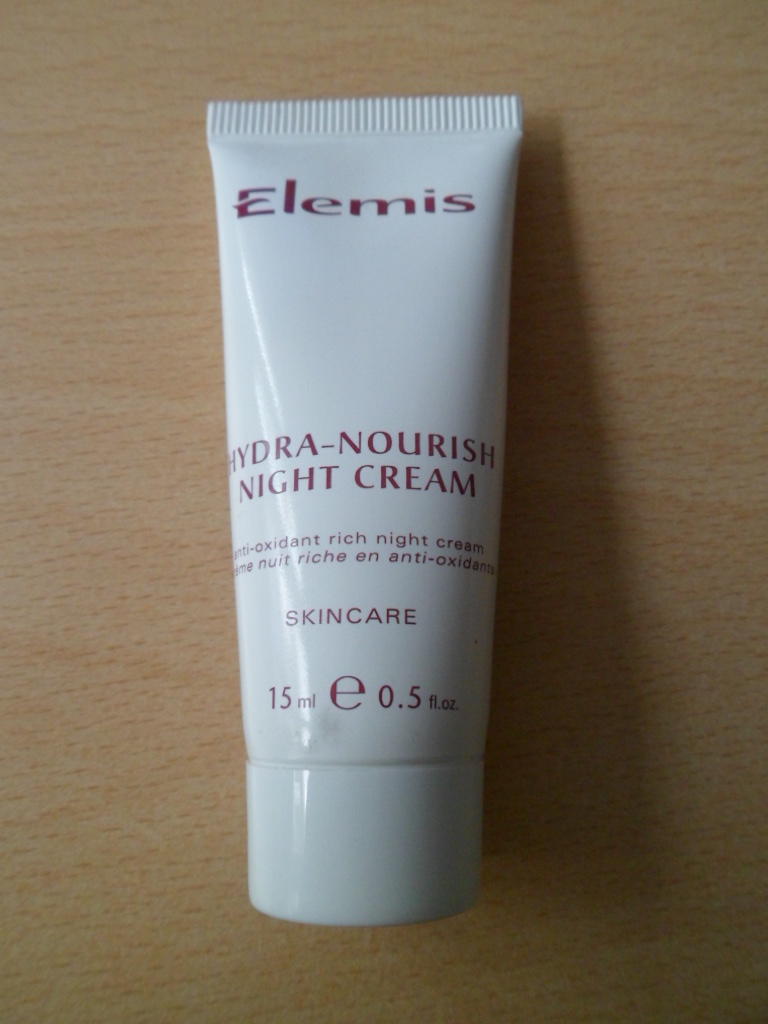 Elemis
HYDRA-NOURISH
NIGHT CREAM
anti-oxidant rich night cream
crème nuit riche en anti-oxidants
SKINCARE
15 ml e 0.5 fl.oz.